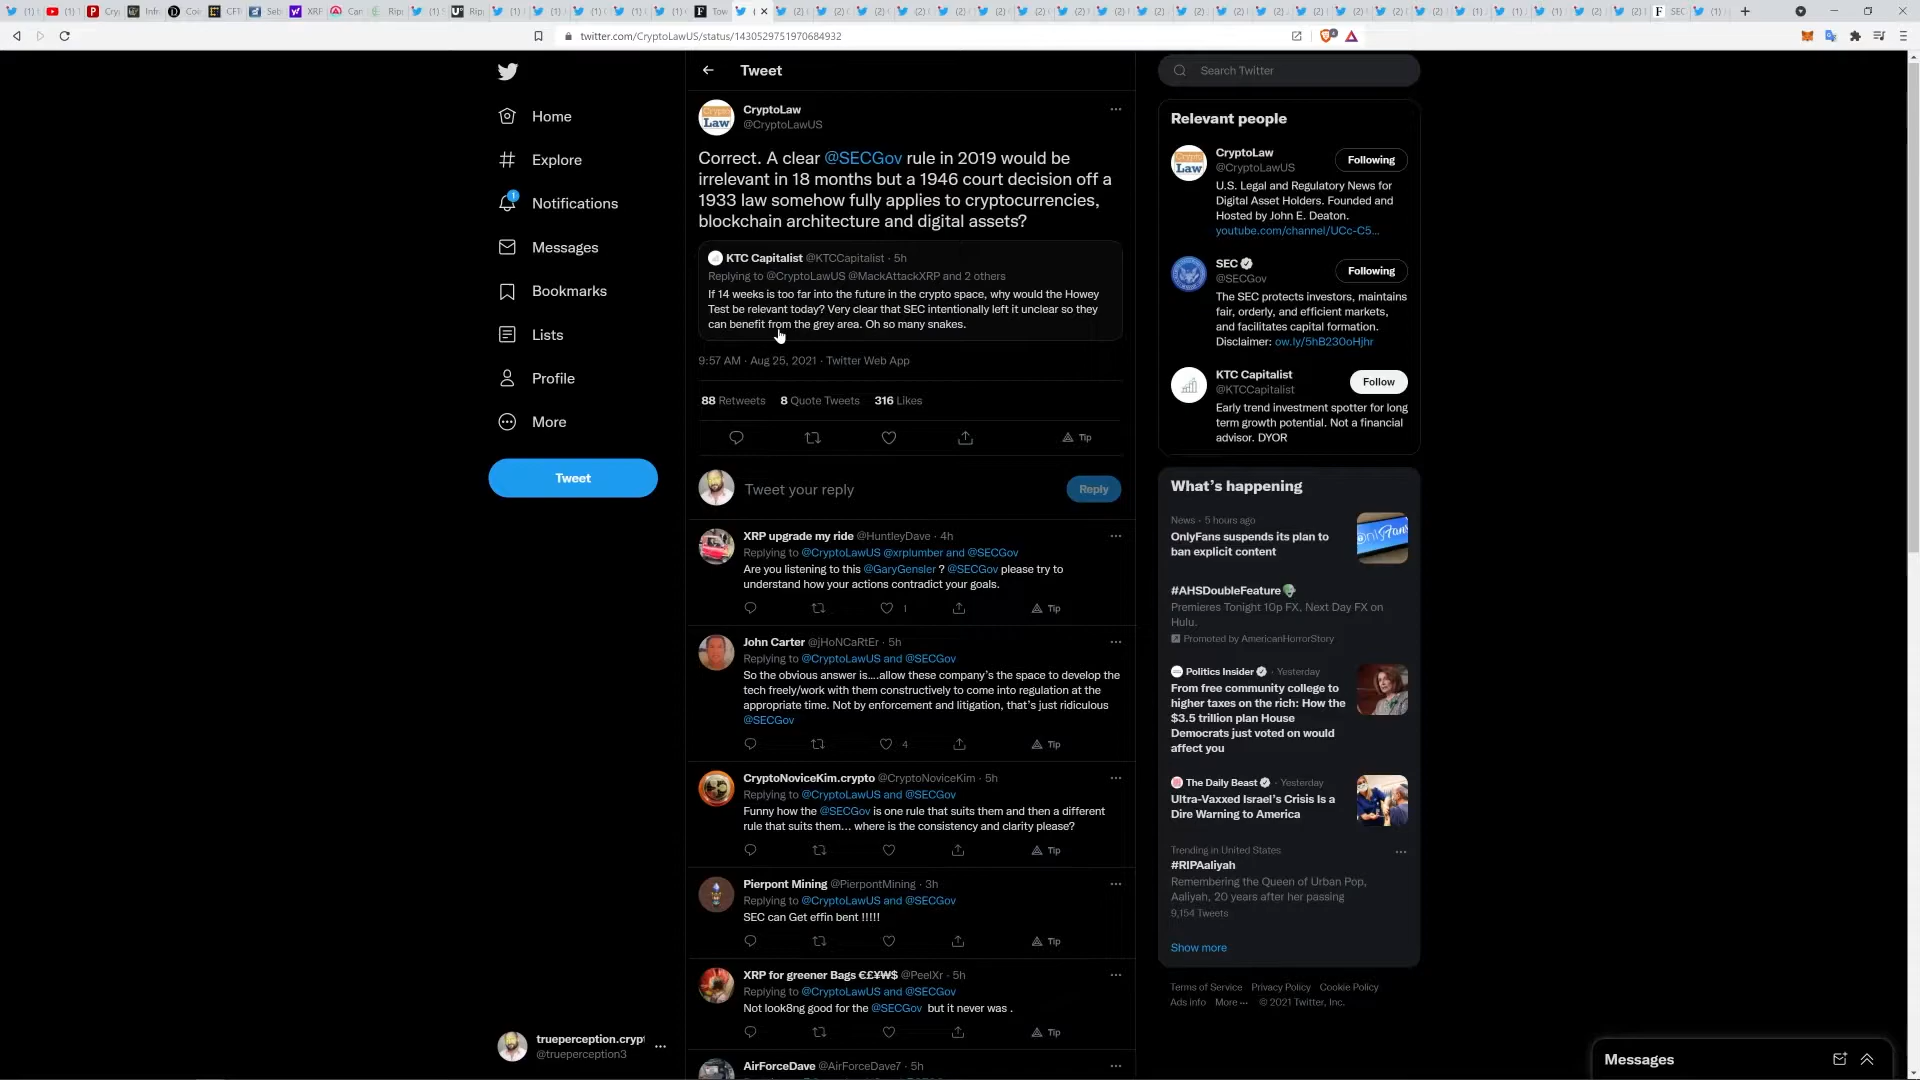 twitter.com/CryptoLawUS/status/1430529751970684932
Home
Explore
1
Notifications
Messages
Bookmarks
Lists
Profile
More
Tweet
trueperception.crypt
@trueperception3
Tweet
CryptoLaw
@CryptoLawUS
Correct. A clear @SECGov rule in 2019 would be
irrelevant in 18 months but a 1946 court decision off a
1933 law somehow fully applies to cryptocurrencies,
blockchain architecture and digital assets?
KTC Capitalist @KTCCapitalist · 5h
Replying to @CryptoLawUS @MackAttackXRP and 2 others
If 14 weeks is too far into the future in the crypto space, why would the Howey
Test be relevant today? Very clear that SEC intentionally left it unclear so they
can benefit from the grey area. Oh so many snakes.
9:57 AM · Aug 25, 2021 · Twitter Web App
88 Retweets 8 Quote Tweets 316 Likes
Tip
Tweet your reply
Reply
XRP upgrade my ride @HuntleyDave · 4h
Replying to @CryptoLawUS @xrplumber and @SECGov
Are you listening to this @GaryGensler ? @SECGov please try to
understand how your actions contradict your goals.
1 Tip
John Carter @jHoNCaRtEr · 5h
Replying to @CryptoLawUS and @SECGov
So the obvious answer is....allow these company's the space to develop the
tech freely/work with them constructively to come into regulation at the
appropriate time. Not by enforcement and litigation, that's just ridiculous
@SECGov
4 Tip
CryptoNoviceKim.crypto @CryptoNoviceKim · 5h
Replying to @CryptoLawUS and @SECGov
Funny how the @SECGov is one rule that suits them and then a different
rule that suits them... where is the consistency and clarity please?
Tip
Pierpont Mining @PierpontMining · 3h
Replying to @CryptoLawUS and @SECGov
SEC can Get effin bent !!!!!
Tip
XRP for greener Bags €£¥₩$ @PeelXr · 5h
Replying to @CryptoLawUS and @SECGov
Not look8ng good for the @SECGov but it never was .
Tip
AirForceDave @AirForceDave7 · 5h
Search Twitter
Relevant people
CryptoLaw
@CryptoLawUS
Following
U.S. Legal and Regulatory News for
Digital Asset Holders. Founded and
Hosted by John E. Deaton.
youtube.com/channel/UCc-C5...
SEC
@SECGov
Following
The SEC protects investors, maintains
fair, orderly, and efficient markets,
and facilitates capital formation.
Disclaimer: ow.ly/5hB230oHjhr
KTC Capitalist
@KTCCapitalist
Follow
Early trend investment spotter for long
term growth potential. Not a financial
advisor. DYOR
What's happening
News · 5 hours ago
OnlyFans suspends its plan to
ban explicit content
#AHSDoubleFeature
Premieres Tonight 10p FX, Next Day FX on
Hulu.
Promoted by AmericanHorrorStory
Politics Insider · Yesterday
From free community college to
higher taxes on the rich: How the
$3.5 trillion plan House
Democrats just voted on would
affect you
The Daily Beast · Yesterday
Ultra-Vaxxed Israel's Crisis Is a
Dire Warning to America
Trending in United States
#RIPAaliyah
Remembering the Queen of Urban Pop,
Aaliyah, 20 years after her passing
9,154 Tweets
Show more
Terms of Service Privacy Policy Cookie Policy
Ads info More ··· © 2021 Twitter, Inc.
Messages